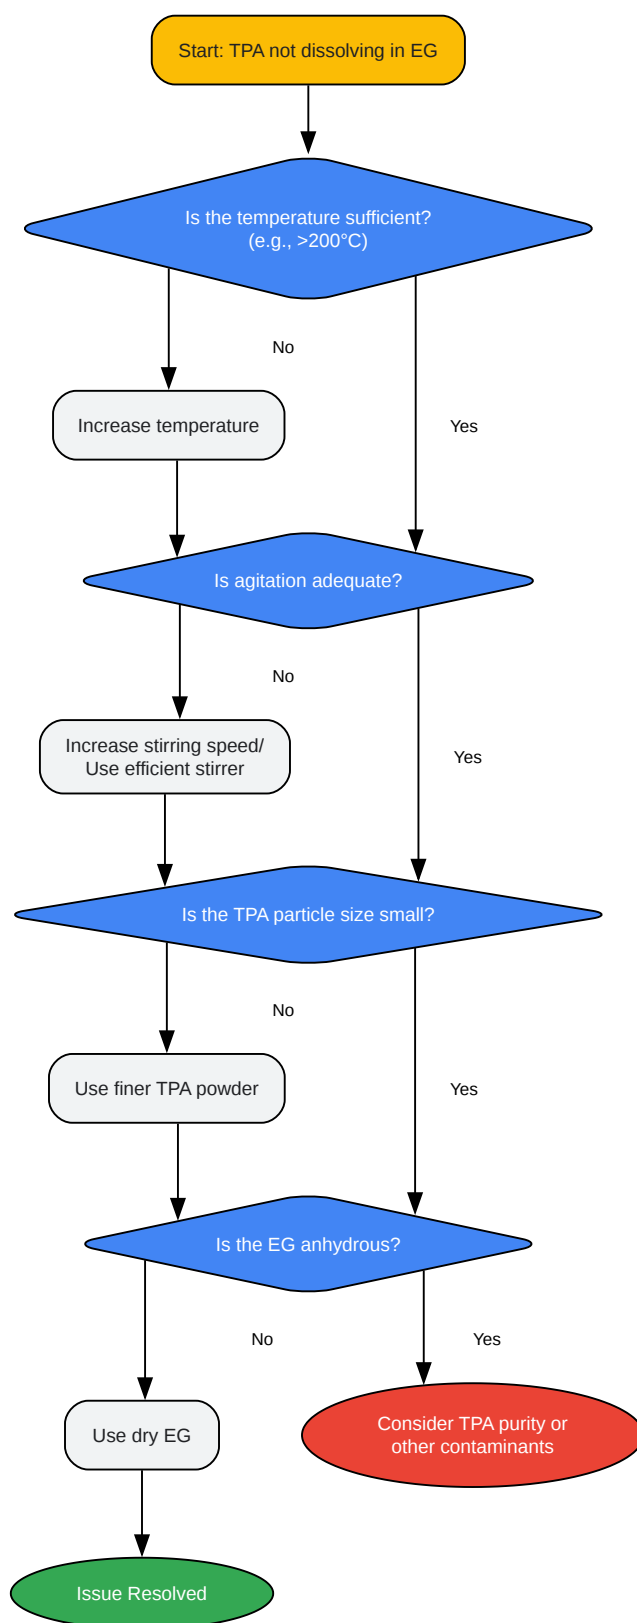 Start: TPA not dissolving in EG
Is the temperature sufficient?
(e.g., >200°C)
No
Increase temperature
Yes
Is agitation adequate?
No
Increase stirring speed/
Use efficient stirrer
Yes
Is the TPA particle size small?
No
Use finer TPA powder
Yes
Is the EG anhydrous?
No
Yes
Use dry EG
Consider TPA purity or
other contaminants
Issue Resolved